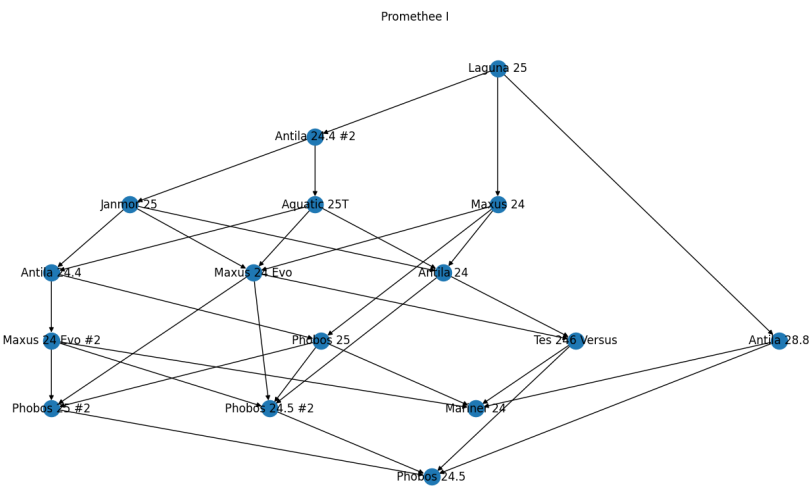 Promethee I
Laguna 25
Antila 24.4 #2
Janmor 25
Aquatic 25T
Maxus 24
Antila 24.4
Maxus 24 Evo
Antila 24
Maxus 24 Evo #2
Phobos 25
Tes 246 Versus
Antila 28.8
Phobos 25 #2
Phobos 24.5 #2
Mariner 24
Phobos 24.5